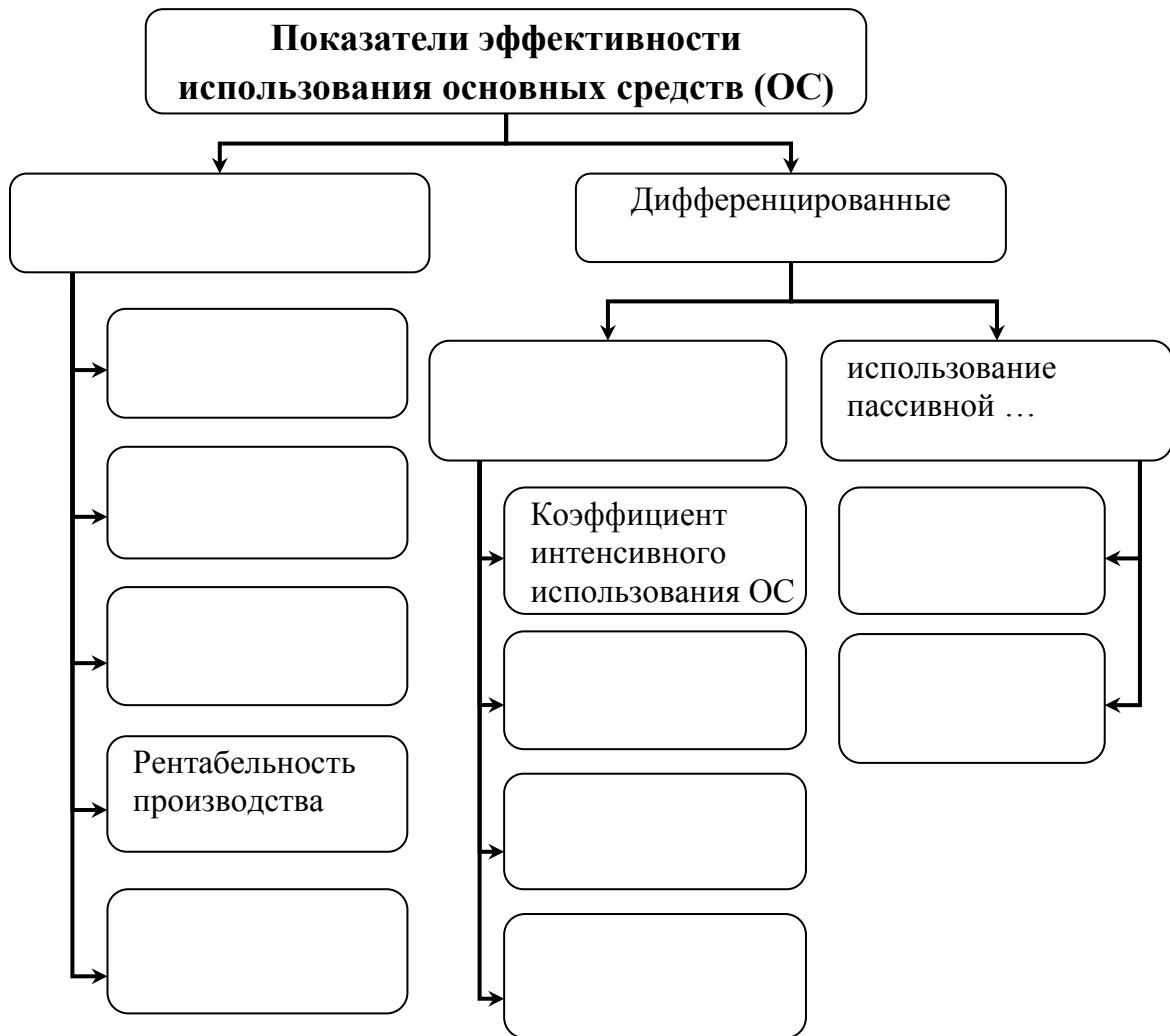 Показатели эффективности
использования основных средств (ОС)
Дифференцированные
использование
пассивной …
Коэффициент
интенсивного
использования ОС
Рентабельность
производства